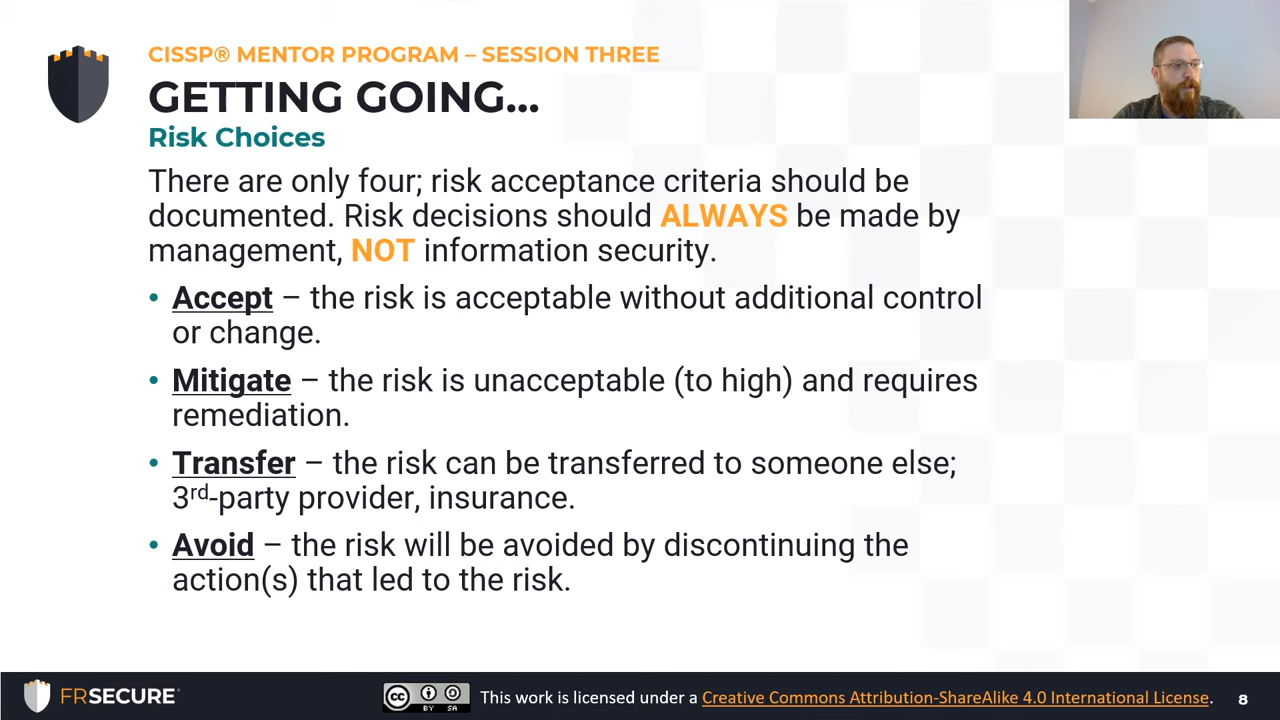 CISSP® MENTOR PROGRAM – SESSION THREE
GETTING GOING...
Risk Choices
There are only four; risk acceptance criteria should be
documented. Risk decisions should ALWAYS be made by
management, NOT information security.
• Accept – the risk is acceptable without additional control
or change.
• Mitigate – the risk is unacceptable (to high) and requires
remediation.
• Transfer – the risk can be transferred to someone else;
3rd-party provider, insurance.
• Avoid – the risk will be avoided by discontinuing the
action(s) that led to the risk.
FRSECURE®
CC BY SA
This work is licensed under a Creative Commons Attribution-ShareAlike 4.0 International License.
8